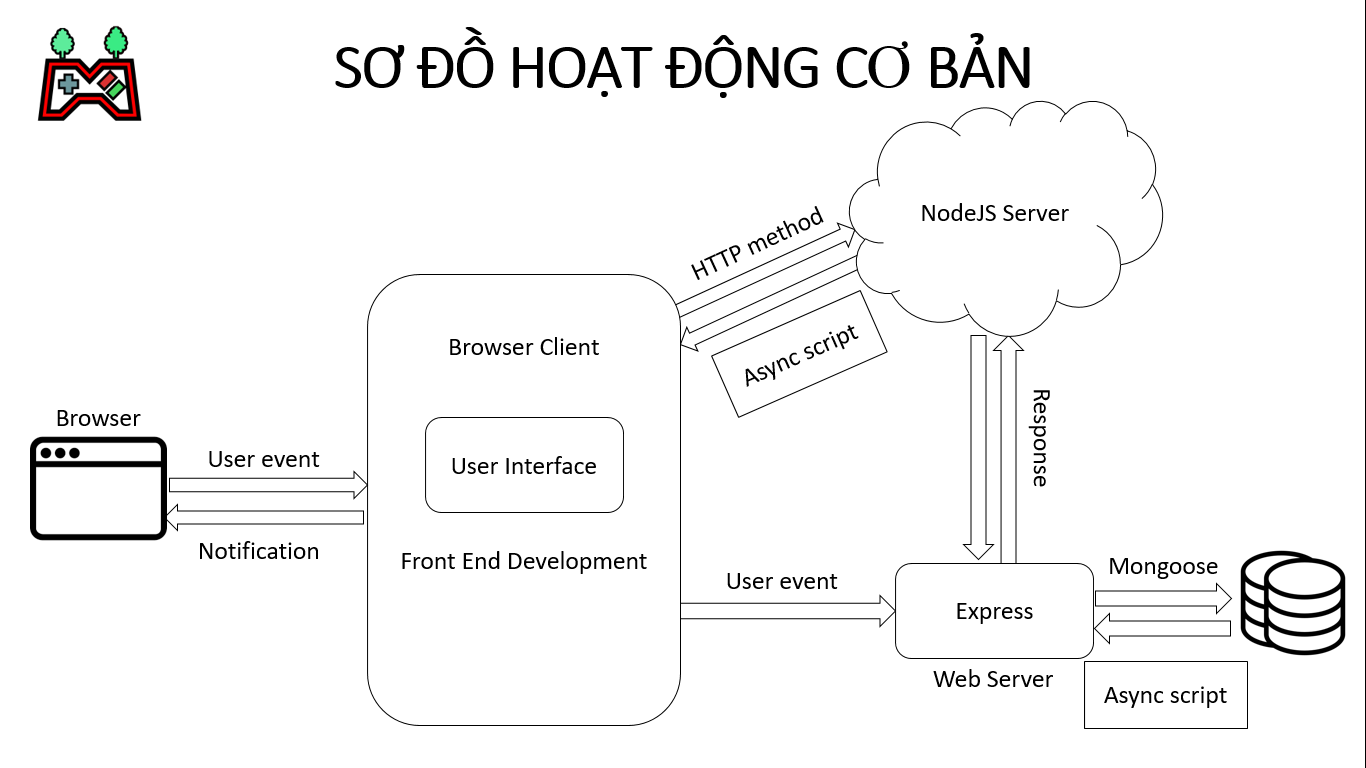 SƠ ĐỒ HOẠT ĐỘNG CƠ BẢN
NodeJS Server
HTTP method
Async script
Browser Client
User Interface
Front End Development
Browser
User event
Notification
Response
User event
Express
Web Server
Mongoose
Async script